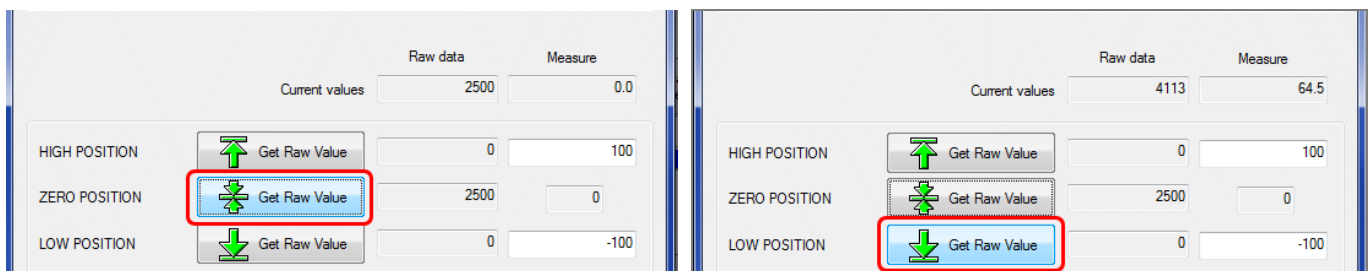 Raw data Measure
Current values 2500 0.0
HIGH POSITION Get Raw Value 0 100
ZERO POSITION Get Raw Value 2500 0
LOW POSITION Get Raw Value 0 -100
Raw data Measure
Current values 4113 64.5
HIGH POSITION Get Raw Value 0 100
ZERO POSITION Get Raw Value 2500 0
LOW POSITION Get Raw Value 0 -100